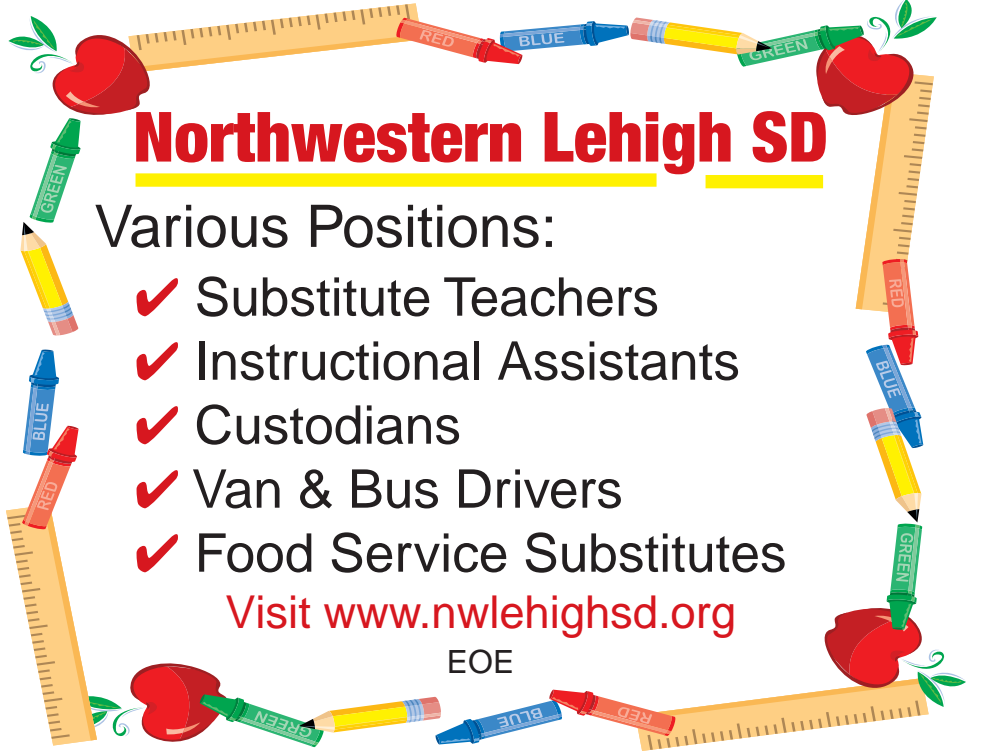 RED
BLUE
GREEN
Northwestern Lehigh SD
GREEN
Various Positions:
✔ Substitute Teachers
RED
✔ Instructional Assistants
BLUE
BLUE
✔ Custodians
RED
✔ Van & Bus Drivers
✔ Food Service Substitutes
GREEN
Visit www.nwlehighsd.org
EOE
GREEN
BLUE
RED